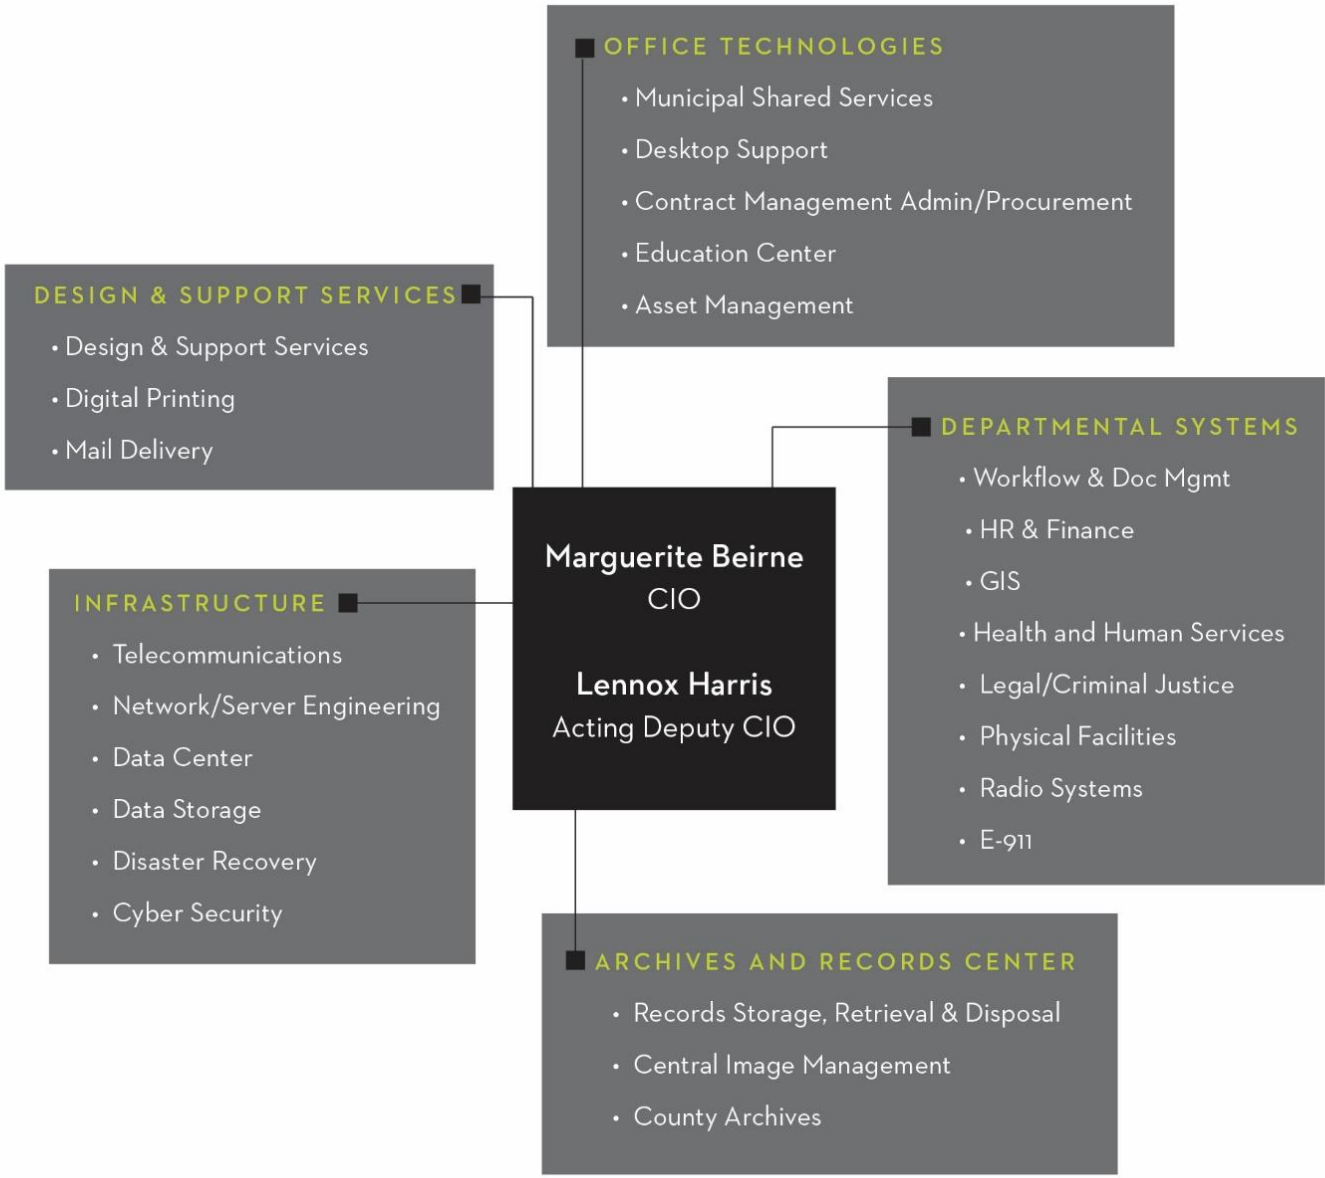 OFFICE TECHNOLOGIES
• Municipal Shared Services
• Desktop Support
• Contract Management Admin/Procurement
• Education Center
• Asset Management
DESIGN & SUPPORT SERVICES
• Design & Support Services
• Digital Printing
• Mail Delivery
DEPARTMENTAL SYSTEMS
• Workflow & Doc Mgmt
• HR & Finance
• GIS
• Health and Human Services
• Legal/Criminal Justice
• Physical Facilities
• Radio Systems
• E-911
Marguerite Beirne
CIO
Lennox Harris
Acting Deputy CIO
INFRASTRUCTURE
• Telecommunications
• Network/Server Engineering
• Data Center
• Data Storage
• Disaster Recovery
• Cyber Security
ARCHIVES AND RECORDS CENTER
• Records Storage, Retrieval & Disposal
• Central Image Management
• County Archives